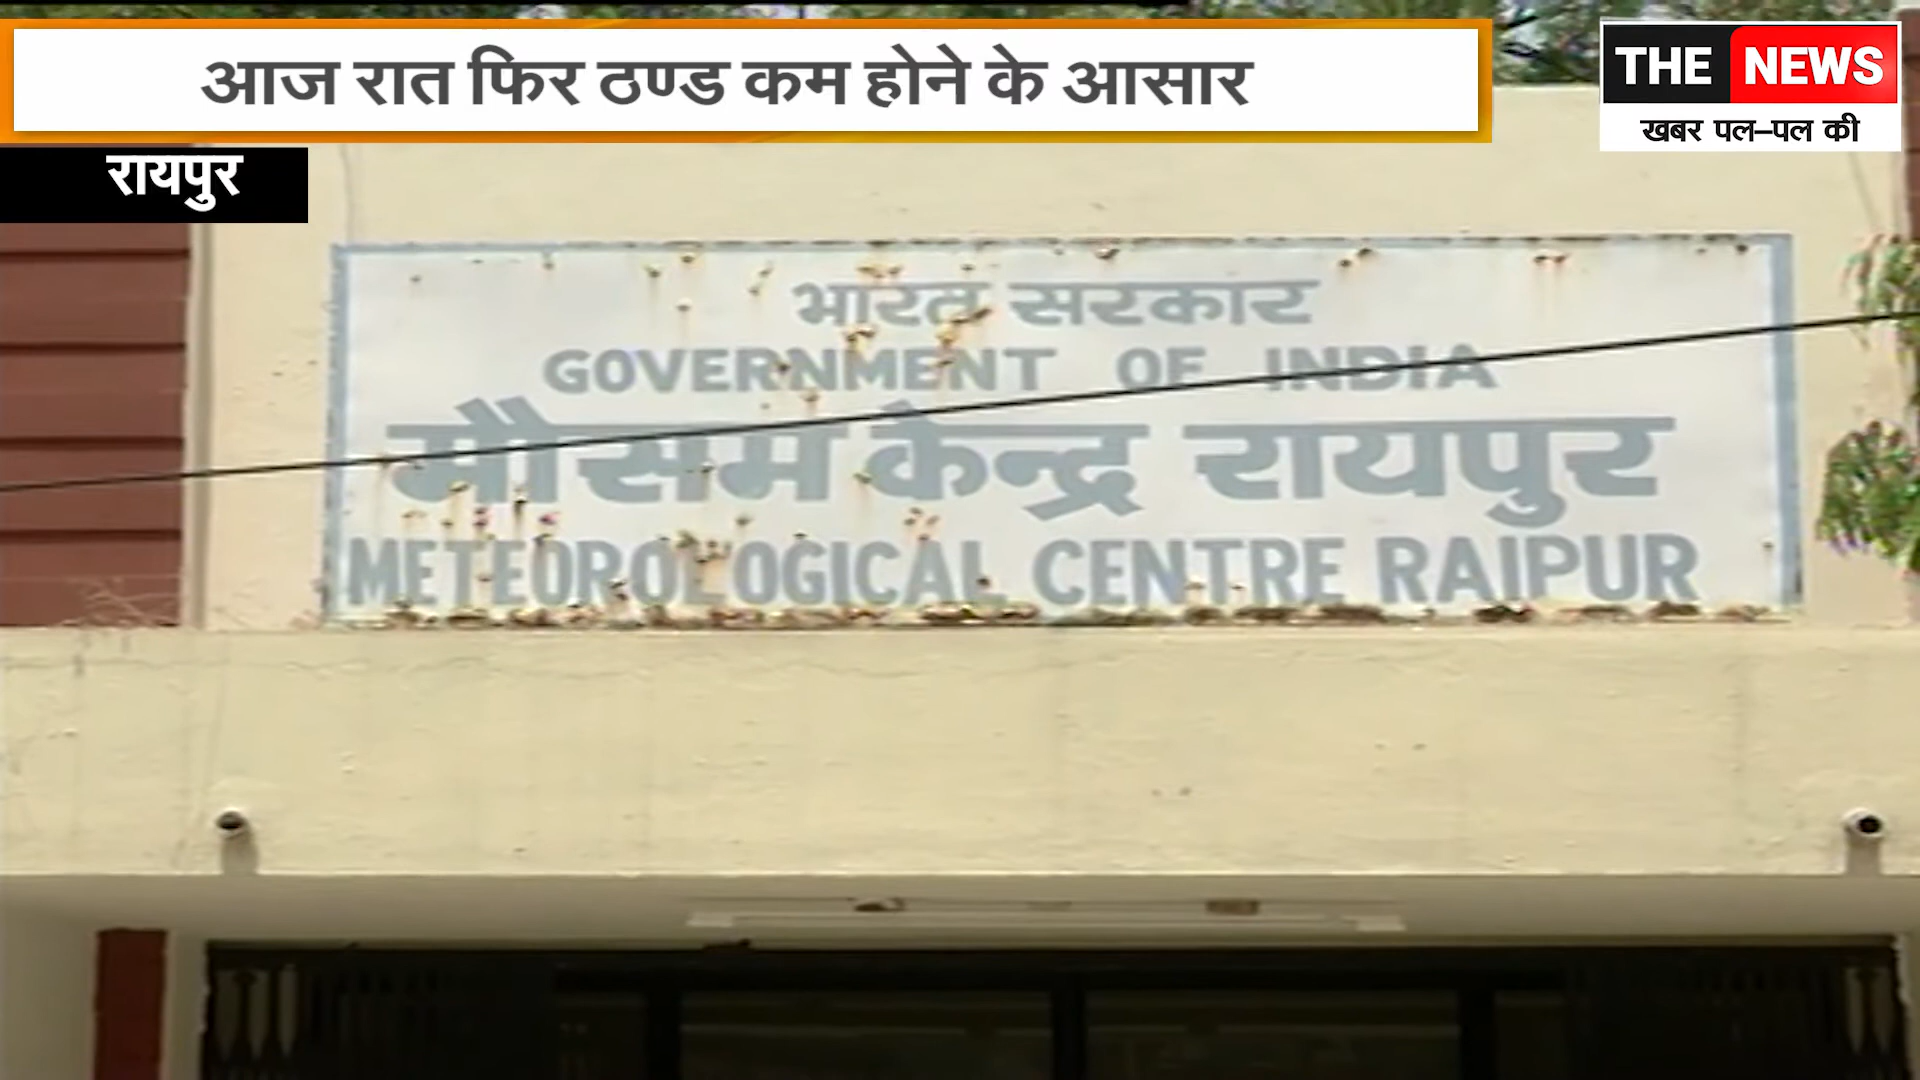 आज रात फिर ठण्ड कम होने के आसार
THE NEWS
खबर पल–पल की
रायपुर
भारत सरकार
GOVERNMENT OF INDIA
मौसम केन्द्र रायपुर
METEOROLOGICAL CENTRE RAIPUR